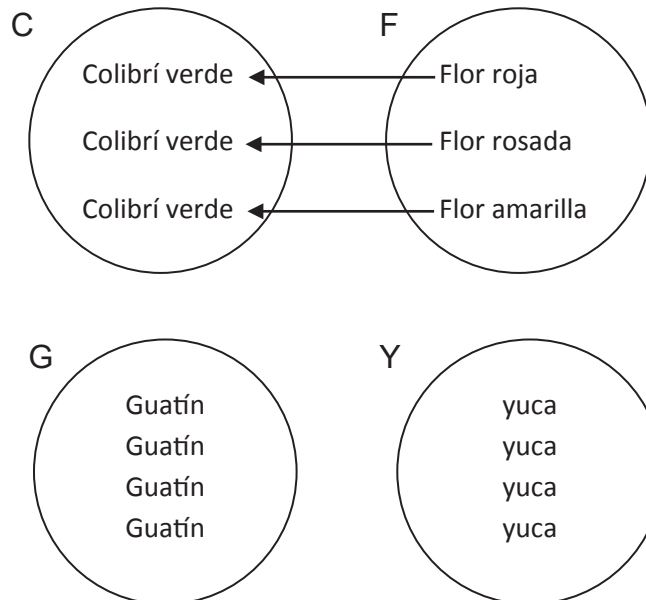 C F
Colibrí verde Flor roja
Colibrí verde Flor rosada
Colibrí verde Flor amarilla
G Y
Guatín yuca
Guatín yuca
Guatín yuca
Guatín yuca